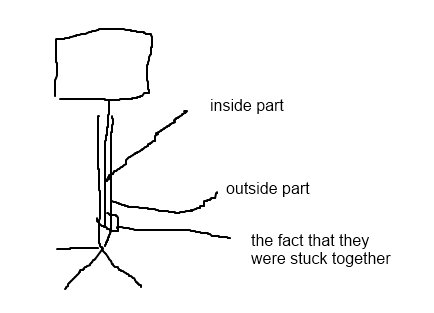 inside part
outside part
the fact that they
were stuck together